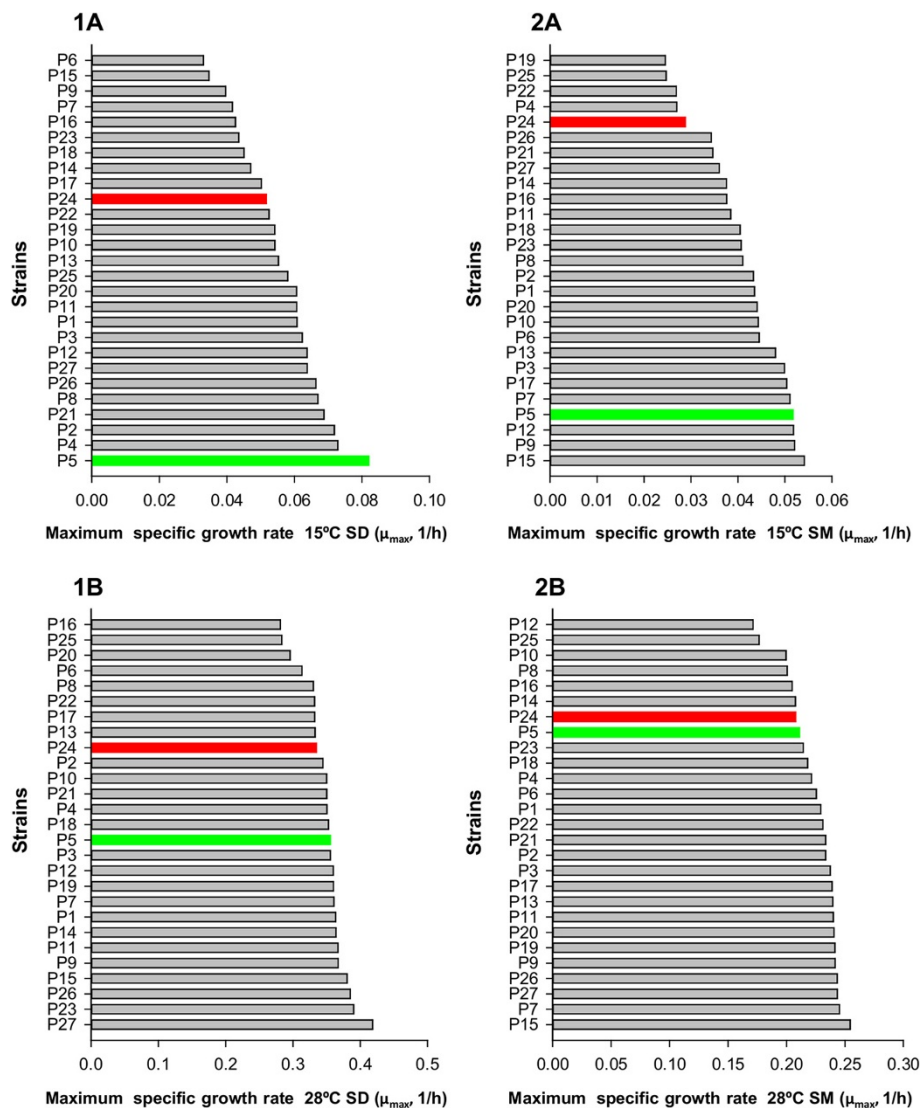 1A
P6
P15
P9
P7
P16
P23
P18
P14
P17
P24
P22
P19
P10
P13
P25
P20
P11
P1
P3
P12
P27
P26
P8
P21
P2
P4
P5
Strains
0.00 0.02 0.04 0.06 0.08 0.10
Maximum specific growth rate 15ºC SD (µmax, 1/h)
2A
P19
P25
P22
P4
P24
P26
P21
P27
P14
P16
P11
P18
P23
P8
P2
P1
P20
P10
P6
P13
P3
P17
P7
P5
P12
P9
P15
Strains
0.00 0.01 0.02 0.03 0.04 0.05 0.06
Maximum specific growth rate 15ºC SM (µmax, 1/h)
1B
P16
P25
P20
P6
P8
P22
P17
P13
P24
P2
P10
P21
P4
P18
P5
P3
P12
P19
P7
P1
P14
P11
P9
P15
P26
P23
P27
Strains
0.0 0.1 0.2 0.3 0.4 0.5
Maximum specific growth rate 28ºC SD (µmax, 1/h)
2B
P12
P25
P10
P8
P16
P14
P24
P5
P23
P18
P4
P6
P1
P22
P21
P2
P3
P17
P13
P11
P20
P19
P9
P26
P27
P7
P15
Strains
0.00 0.05 0.10 0.15 0.20 0.25 0.30
Maximum specific growth rate 28ºC SM (µmax, 1/h)